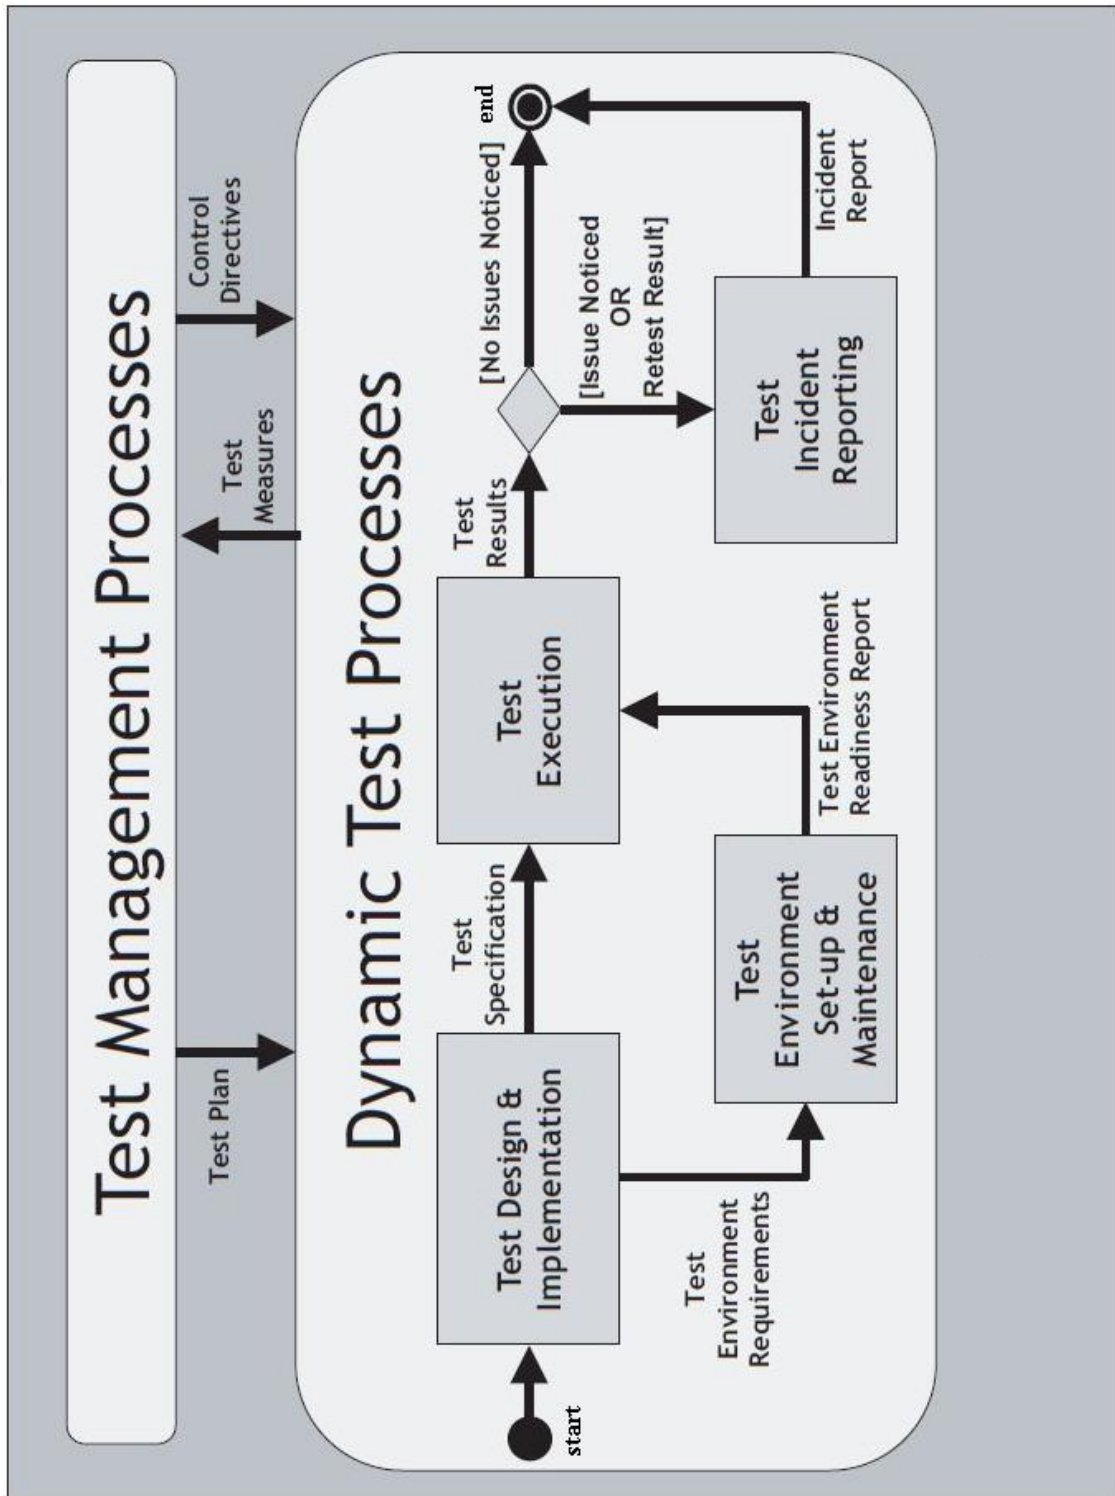 Test Management Processes
Test Plan
Test
Measures
Control
Directives
Dynamic Test Processes
start
Test Design &
Implementation
Test
Specification
Test
Execution
Test
Results
[No Issues Noticed]
end
[Issue Noticed
OR
Retest Result]
Test
Environment
Requirements
Test
Environment
Set-up &
Maintenance
Test Environment
Readiness Report
Test
Incident
Reporting
Incident
Report